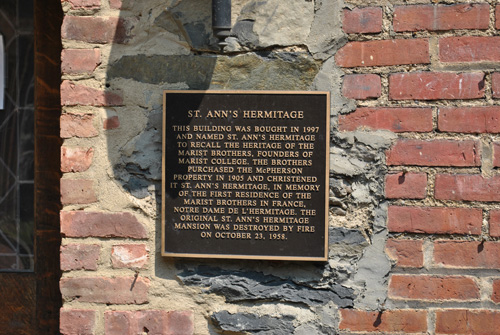 ST. ANN'S HERMITAGE
THIS BUILDING WAS BOUGHT IN 1997
AND NAMED ST. ANN'S HERMITAGE
TO RECALL THE HERITAGE OF THE
MARIST BROTHERS, FOUNDERS OF
MARIST COLLEGE. THE BROTHERS
PURCHASED THE McPHERSON
PROPERTY IN 1905 AND CHRISTENED
IT ST. ANN'S HERMITAGE, IN MEMORY
OF THE FIRST RESIDENCE OF THE
MARIST BROTHERS IN FRANCE,
NOTRE DAME DE L'HERMITAGE. THE
ORIGINAL ST. ANN'S HERMITAGE
MANSION WAS DESTROYED BY FIRE
ON OCTOBER 23, 1958.